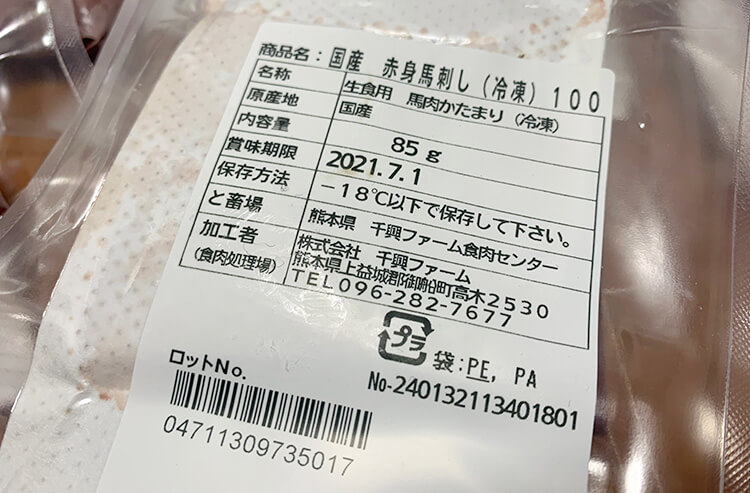 商品名:国産 赤身馬刺し(冷凍)100
名称 生食用 馬肉かたまり(冷凍)
原産地 国産
内容量 85g
賞味期限 2021.7.1
保存方法 −18℃以下で保存して下さい。
と畜場 熊本県 千興ファーム食肉センター
加工者 株式会社 千興ファーム
(食肉処理場) 熊本県上益城郡御船町高木2530
TEL096-282-7677
プラ 袋:PE, PA
No-240132113401801
ロットNo.
04711309735017